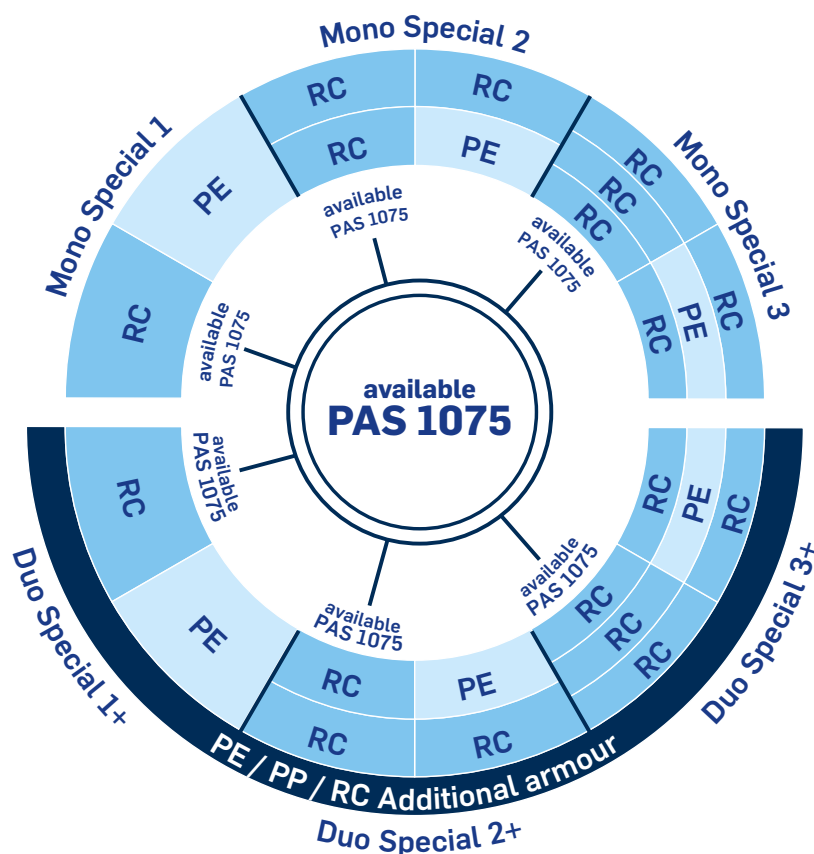 Mono Special 2
RC
RC
RC
PE
Mono Special 1
PE
RC
Mono Special 3
RC
RC
RC
RC
PE
RC
available
PAS 1075
available
PAS 1075
available
PAS 1075
available
PAS 1075
available
PAS 1075
available
PAS 1075
available
PAS 1075
RC
PE
Duo Special 1+
RC
PE
RC
RC
RC
RC
RC
PE
RC
RC
Duo Special 3+
PE / PP / RC Additional armour
Duo Special 2+